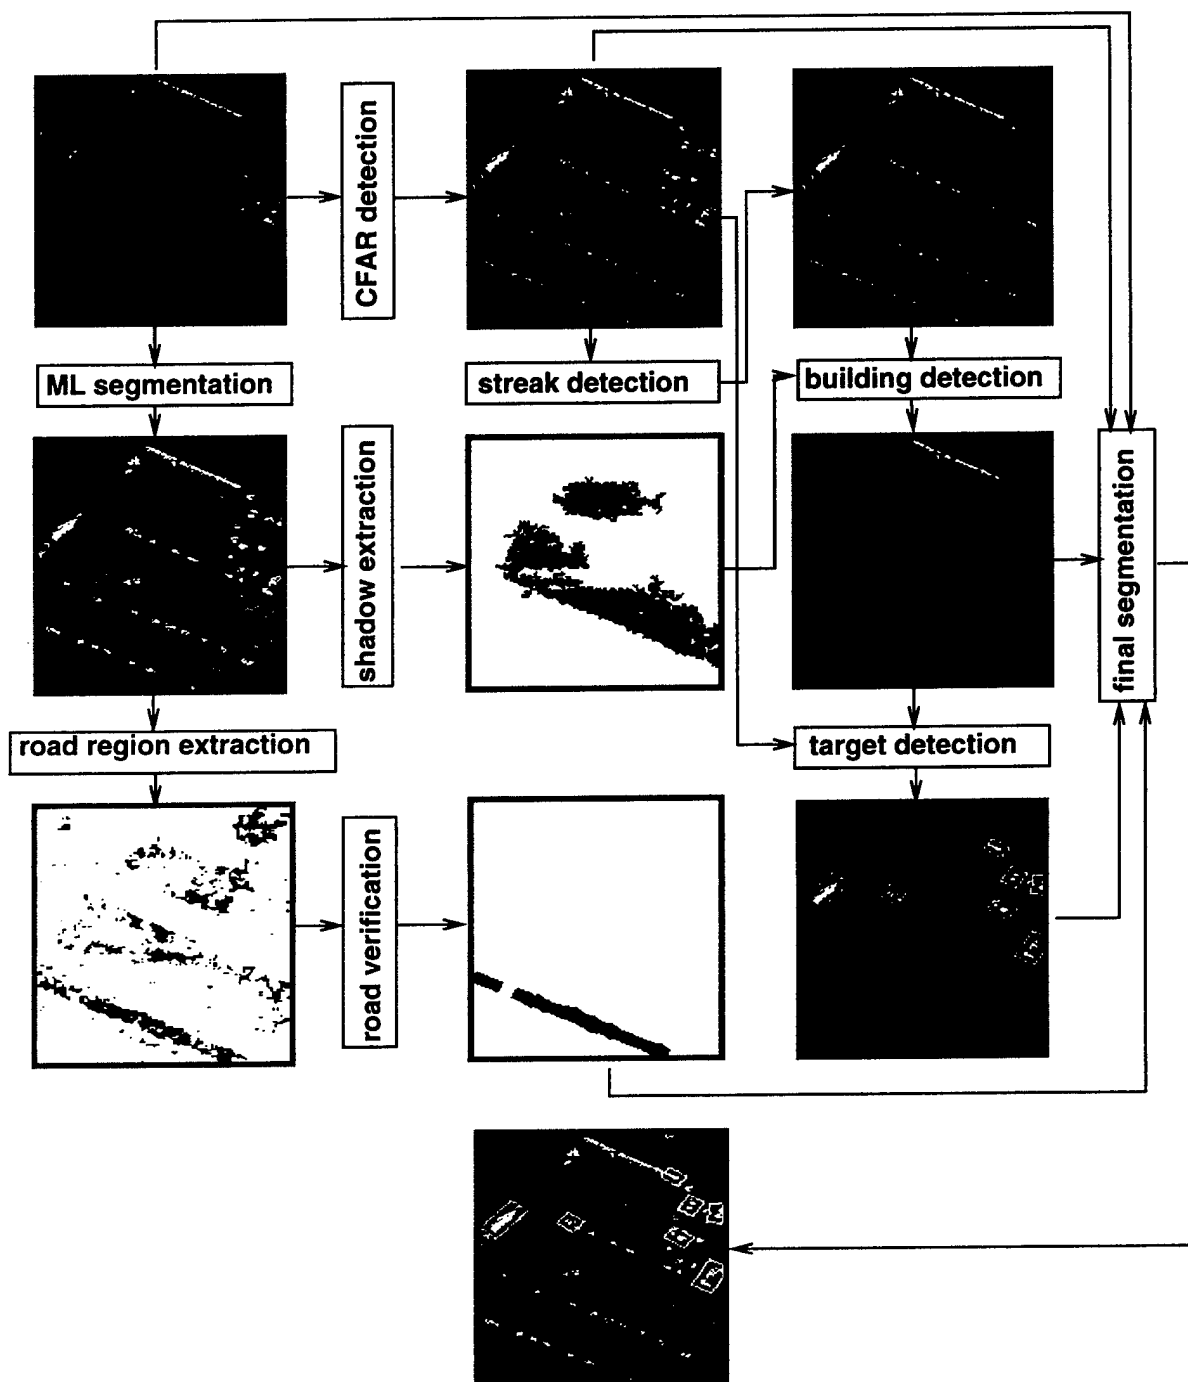 CFAR detection
ML segmentation
streak detection
building detection
shadow extraction
final segmentation
road region extraction
target detection
road verification